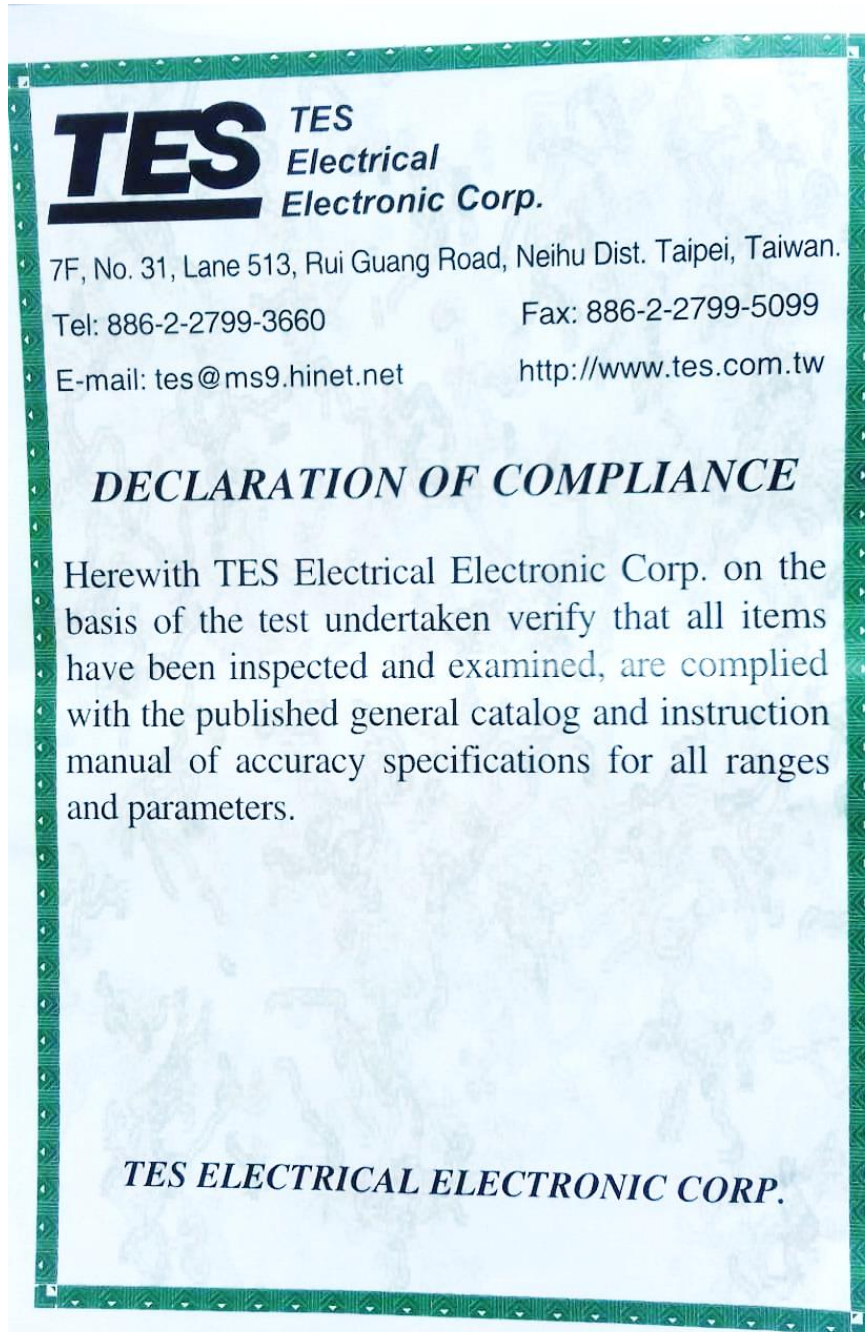 TES
TES
Electrical
Electronic Corp.
7F, No. 31, Lane 513, Rui Guang Road, Neihu Dist. Taipei, Taiwan.
Tel: 886-2-2799-3660 Fax: 886-2-2799-5099
E-mail: tes@ms9.hinet.net http://www.tes.com.tw
DECLARATION OF COMPLIANCE
Herewith TES Electrical Electronic Corp. on the
basis of the test undertaken verify that all items
have been inspected and examined, are complied
with the published general catalog and instruction
manual of accuracy specifications for all ranges
and parameters.
TES ELECTRICAL ELECTRONIC CORP.